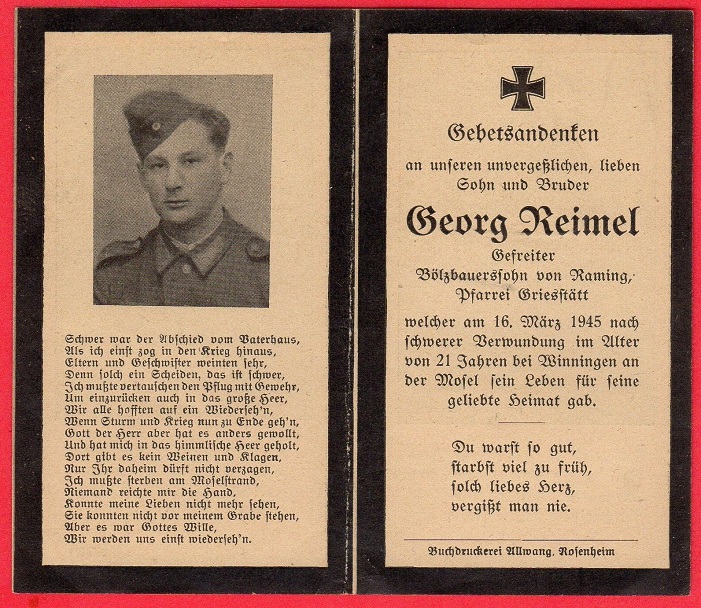 Schwer war der Abschied vom Vaterhaus,
Als ich einst zog in den Krieg hinaus,
Eltern und Geschwister weinten sehr,
Denn solch ein Scheiden, das ist schwer,
Ich mußte vertauschen den Pflug mit Gewehr,
Um einzurücken auch in das große Heer,
Wir alle hofften auf ein Wiederseh'n,
Wenn Sturm und Krieg nun zu Ende geh'n,
Gott der Herr aber hat es anders gewollt,
Und hat mich in das himmlische Heer geholt,
Dort gibt es kein Weinen und Klagen,
Nur Ihr daheim dürft nicht verzagen,
Ich mußte sterben am Moselstrand,
Niemand reichte mir die Hand,
Konnte meine Lieben nicht mehr sehen,
Sie konnten nicht vor meinem Grabe stehen,
Aber es war Gottes Wille,
Wir werden uns einst wiederseh'n.
Gebetsandenken
an unseren unvergeßlichen, lieben
Sohn und Bruder
Georg Reimel
Gefreiter
Bölzbauerssohn von Raming,
Pfarrei Griesstätt
welcher am 16. März 1945 nach
schwerer Verwundung im Alter
von 21 Jahren bei Winningen an
der Mosel sein Leben für seine
geliebte Heimat gab.
Du warst so gut,
starbst viel zu früh,
solch liebes Herz,
vergißt man nie.
Buchdruckerei Allwang, Rosenheim